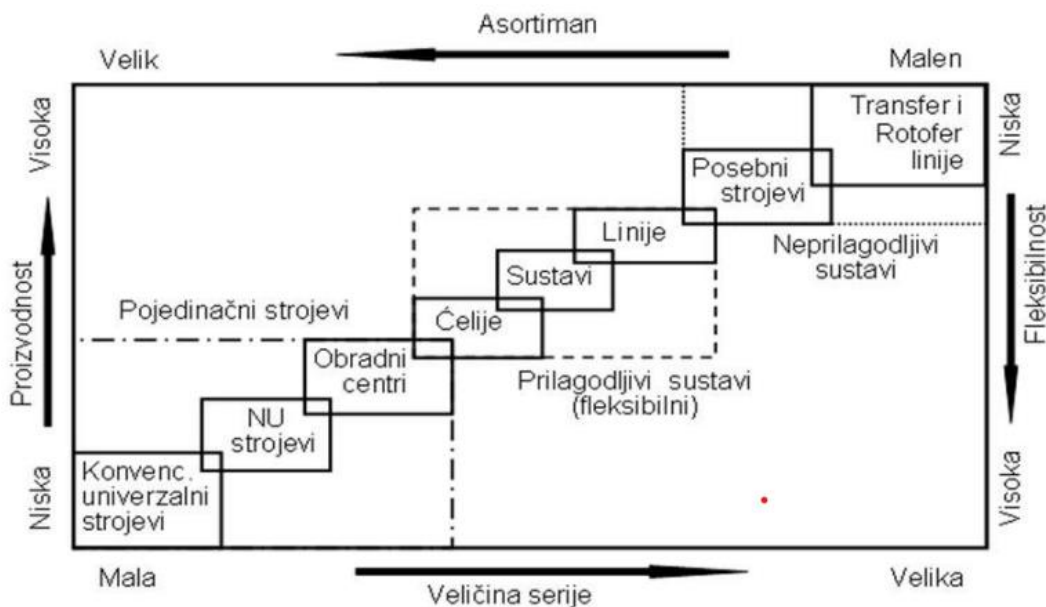 Asortiman
Velik
Malen
Visoka
Proizvodnost
Niska
Niska
Fleksibilnost
Visoka
Transfer i
Rotofer
linije
Posebni
strojevi
Neprilagodljivi
sustavi
Linije
Sustavi
Ćelije
Prilagodljivi sustavi
(fleksibilni)
Pojedinačni strojevi
Obradni
centri
NU
strojevi
Konvenc.
univerzalni
strojevi
Mala
Veličina serije
Velika